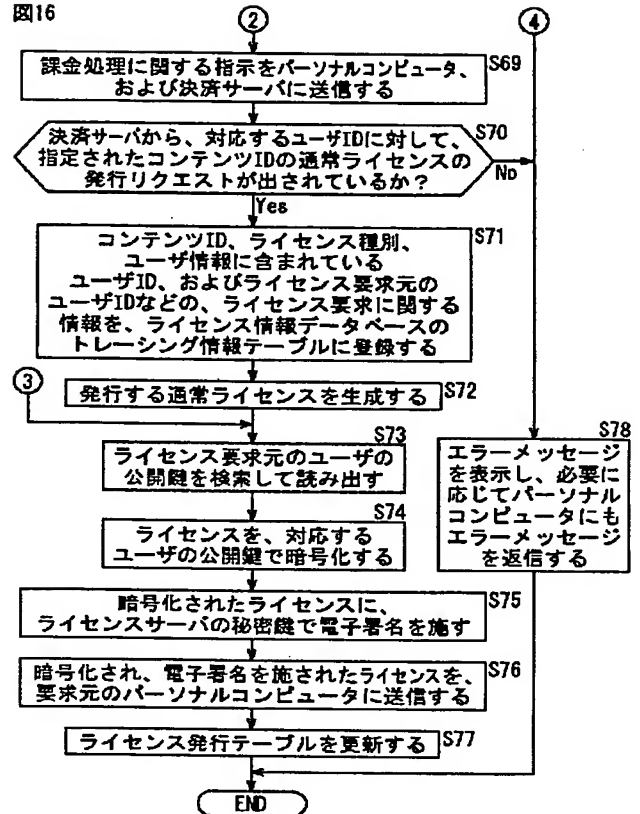 図16
2
4
課金処理に関する指示をパーソナルコンピュータ、
および決済サーバに送信する
S69
決済サーバから、対応するユーザIDに対して、
指定されたコンテンツIDの通常ライセンスの
発行リクエストが出されているか?
S70
No
Yes
コンテンツID、ライセンス種別、
ユーザ情報に含まれている
ユーザID、およびライセンス要求元の
ユーザIDなどの、ライセンス要求に関する
情報を、ライセンス情報データベースの
トレーシング情報テーブルに登録する
S71
3
発行する通常ライセンスを生成する
S72
S73
ライセンス要求元のユーザの
公開鍵を検索して読み出す
S74
ライセンスを、対応する
ユーザの公開鍵で暗号化する
S78
エラーメッセージ
を表示し、必要に
応じてパーソナル
コンピュータにも
エラーメッセージ
を返信する
暗号化されたライセンスに、
ライセンスサーバの秘密鍵で電子署名を施す
S75
暗号化され、電子署名を施されたライセンスを、
要求元のパーソナルコンピュータに送信する
S76
ライセンス発行テーブルを更新する
S77
END